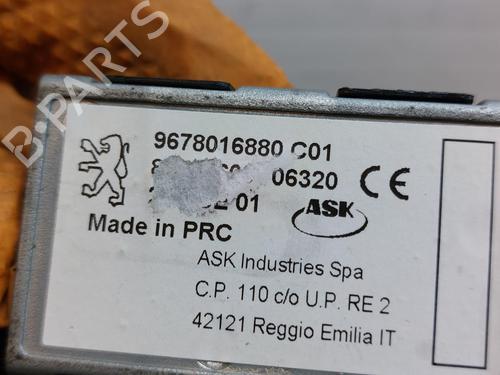 9678016880 C01
06320
01
ASK
Made in PRC
ASK Industries Spa
C.P. 110 c/o U.P. RE 2
42121 Reggio Emilia IT
B-PARTS